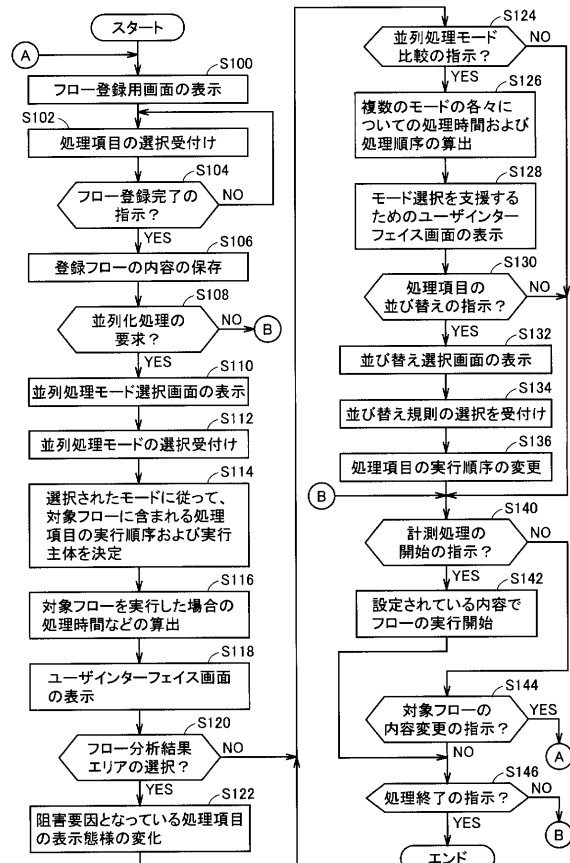 スタート
A
S100
フロー登録用画面の表示
S102
処理項目の選択受付け
S104
フロー登録完了の
指示？
NO
YES
S106
登録フローの内容の保存
S108
並列化処理の
要求？
NO
B
YES
S110
並列処理モード選択画面の表示
S112
並列処理モードの選択受付け
S114
選択されたモードに従って、
対象フローに含まれる処理
項目の実行順序および実行
主体を決定
S116
対象フローを実行した場合の
処理時間などの算出
S118
ユーザインターフェイス画面
の表示
S120
フロー分析結果
エリアの選択？
NO
YES
S122
阻害要因となっている処理項目
の表示態様の変化
S124
並列処理モード
比較の指示？
NO
YES
S126
複数のモードの各々に
ついての処理時間および
処理順序の算出
S128
モード選択を支援する
ためのユーザインター
フェイス画面の表示
S130
処理項目の
並び替えの指示？
NO
YES
S132
並び替え選択画面の表示
S134
並び替え規則の選択を受付け
S136
処理項目の実行順序の変更
B
S140
計測処理の
開始の指示？
NO
YES
S142
設定されている内容で
フローの実行開始
S144
対象フローの
内容変更の指示？
YES
A
NO
S146
処理終了の指示？
NO
B
YES
エンド